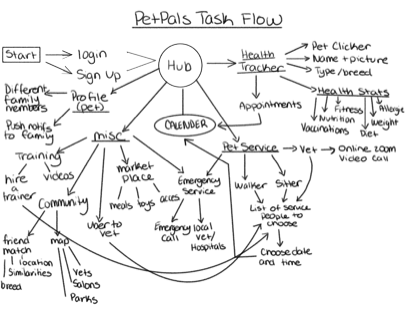 PetPals Task Flow
Start
login
Sign Up
Hub
Health
Tracker
Pet Clicker
Name + picture
Type/breed
Health Stats
Fitness
Allergie
Nutrition
Weight
Vaccinations
Diet
Appointments
Different
family
members
Profile
(pet)
Push notifs
to family
misc
CALENDER
Pet Service
Vet
Online zoom
Video Call
Training
hire
a
trainer
videos
market
place
meals
toys
acces
Emergency
Service
Emergency
Call
local
vet/
Hospitals
Walker
Sitter
List of service
people to
choose
Choose date
and time
Community
Uber to
vet
friend
match
location
Similarities
breed
map
Vets
Salons
Parks